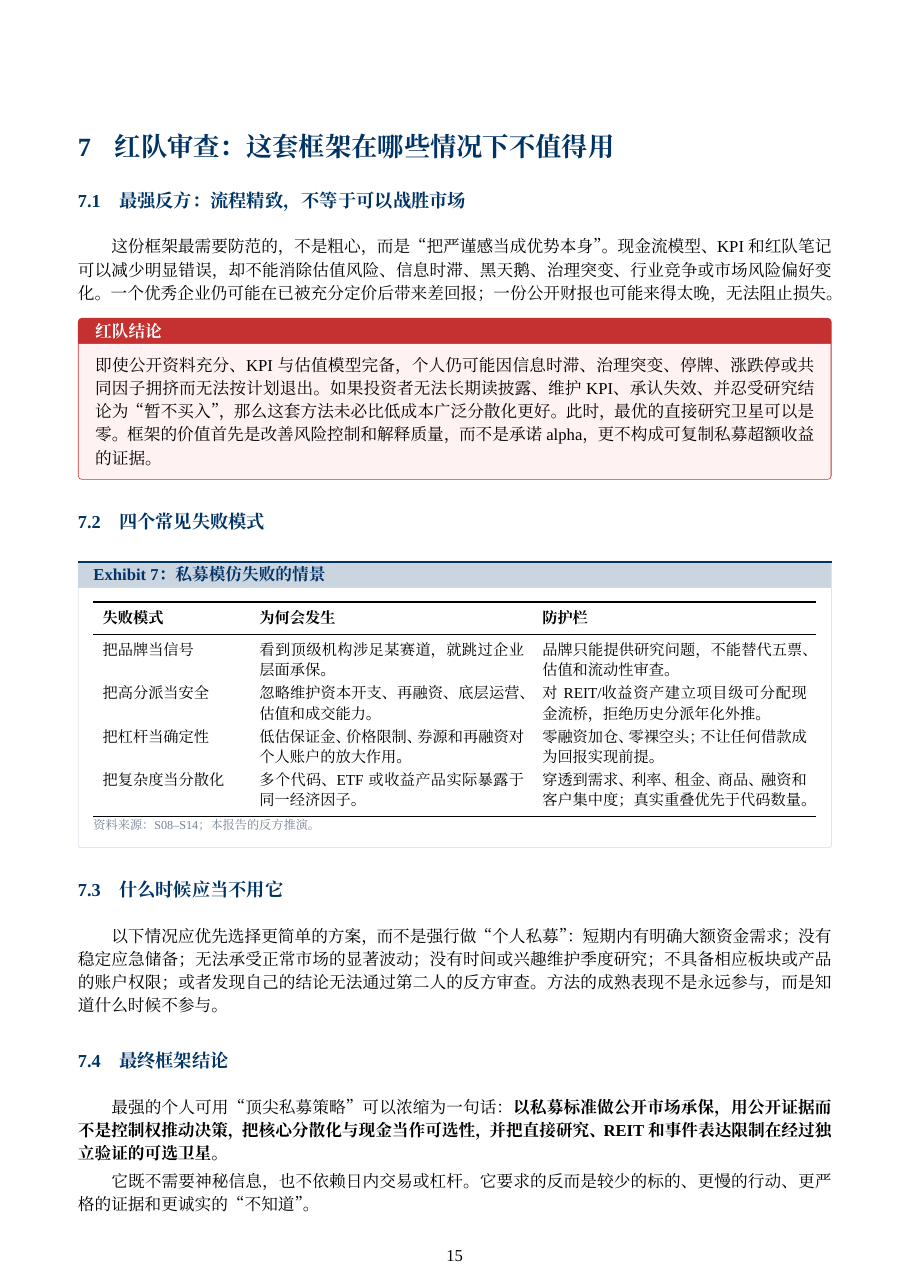 7 红队审查：这套框架在哪些情况下不值得用
7.1 最强反方：流程精致，不等于可以战胜市场
这份框架最需要防范的，不是粗心，而是“把严谨感当成优势本身”。现金流模型、KPI 和红队笔记
可以减少明显错误，却不能消除估值风险、信息时滞、黑天鹅、治理突变、行业竞争或市场风险偏好变
化。一个优秀企业仍可能在已被充分定价后带来差回报；一份公开财报也可能来得太晚，无法阻止损失。
红队结论
即使公开资料充分、KPI 与估值模型完备，个人仍可能因信息时滞、治理突变、停牌、涨跌停或共
同因子拥挤而无法按计划退出。如果投资者无法长期读披露、维护 KPI、承认失效、并忍受研究结
论为“暂不买入”，那么这套方法未必比低成本广泛分散化更好。此时，最优的直接研究卫星可以是
零。框架的价值首先是改善风险控制和解释质量，而不是承诺 alpha，更不构成可复制私募超额收益
的证据。
7.2 四个常见失败模式
Exhibit 7：私募模仿失败的情景
失败模式 为何会发生 防护栏
把品牌当信号 看到顶级机构涉足某赛道，就跳过企业 品牌只能提供研究问题，不能替代五票、
层面承保。 估值和流动性审查。
把高分派当安全 忽略维护资本开支、再融资、底层运营、 对 REIT/收益资产建立项目级可分配现
估值和成交能力。 金流桥，拒绝历史分派年化外推。
把杠杆当确定性 低估保证金、价格限制、券源和再融资对 零融资加仓、零裸空头；不让任何借款成
个人账户的放大作用。 为回报实现前提。
把复杂度当分散化 多个代码、ETF 或收益产品实际暴露于 穿透到需求、利率、租金、商品、融资和
同一经济因子。 客户集中度；真实重叠优先于代码数量。
资料来源：S08–S14；本报告的反方推演。
7.3 什么时候应当不用它
以下情况应优先选择更简单的方案，而不是强行做“个人私募”：短期内有明确大额资金需求；没有
稳定应急储备；无法承受正常市场的显著波动；没有时间或兴趣维护季度研究；不具备相应板块或产品
的账户权限；或者发现自己的结论无法通过第二人的反方审查。方法的成熟表现不是永远参与，而是知
道什么时候不参与。
7.4 最终框架结论
最强的个人可用“顶尖私募策略”可以浓缩为一句话：以私募标准做公开市场承保，用公开证据而
不是控制权推动决策，把核心分散化与现金当作可选性，并把直接研究、REIT 和事件表达限制在经过独
立验证的可选卫星。
它既不需要神秘信息，也不依赖日内交易或杠杆。它要求的反而是较少的标的、更慢的行动、更严
格的证据和更诚实的“不知道”。
15